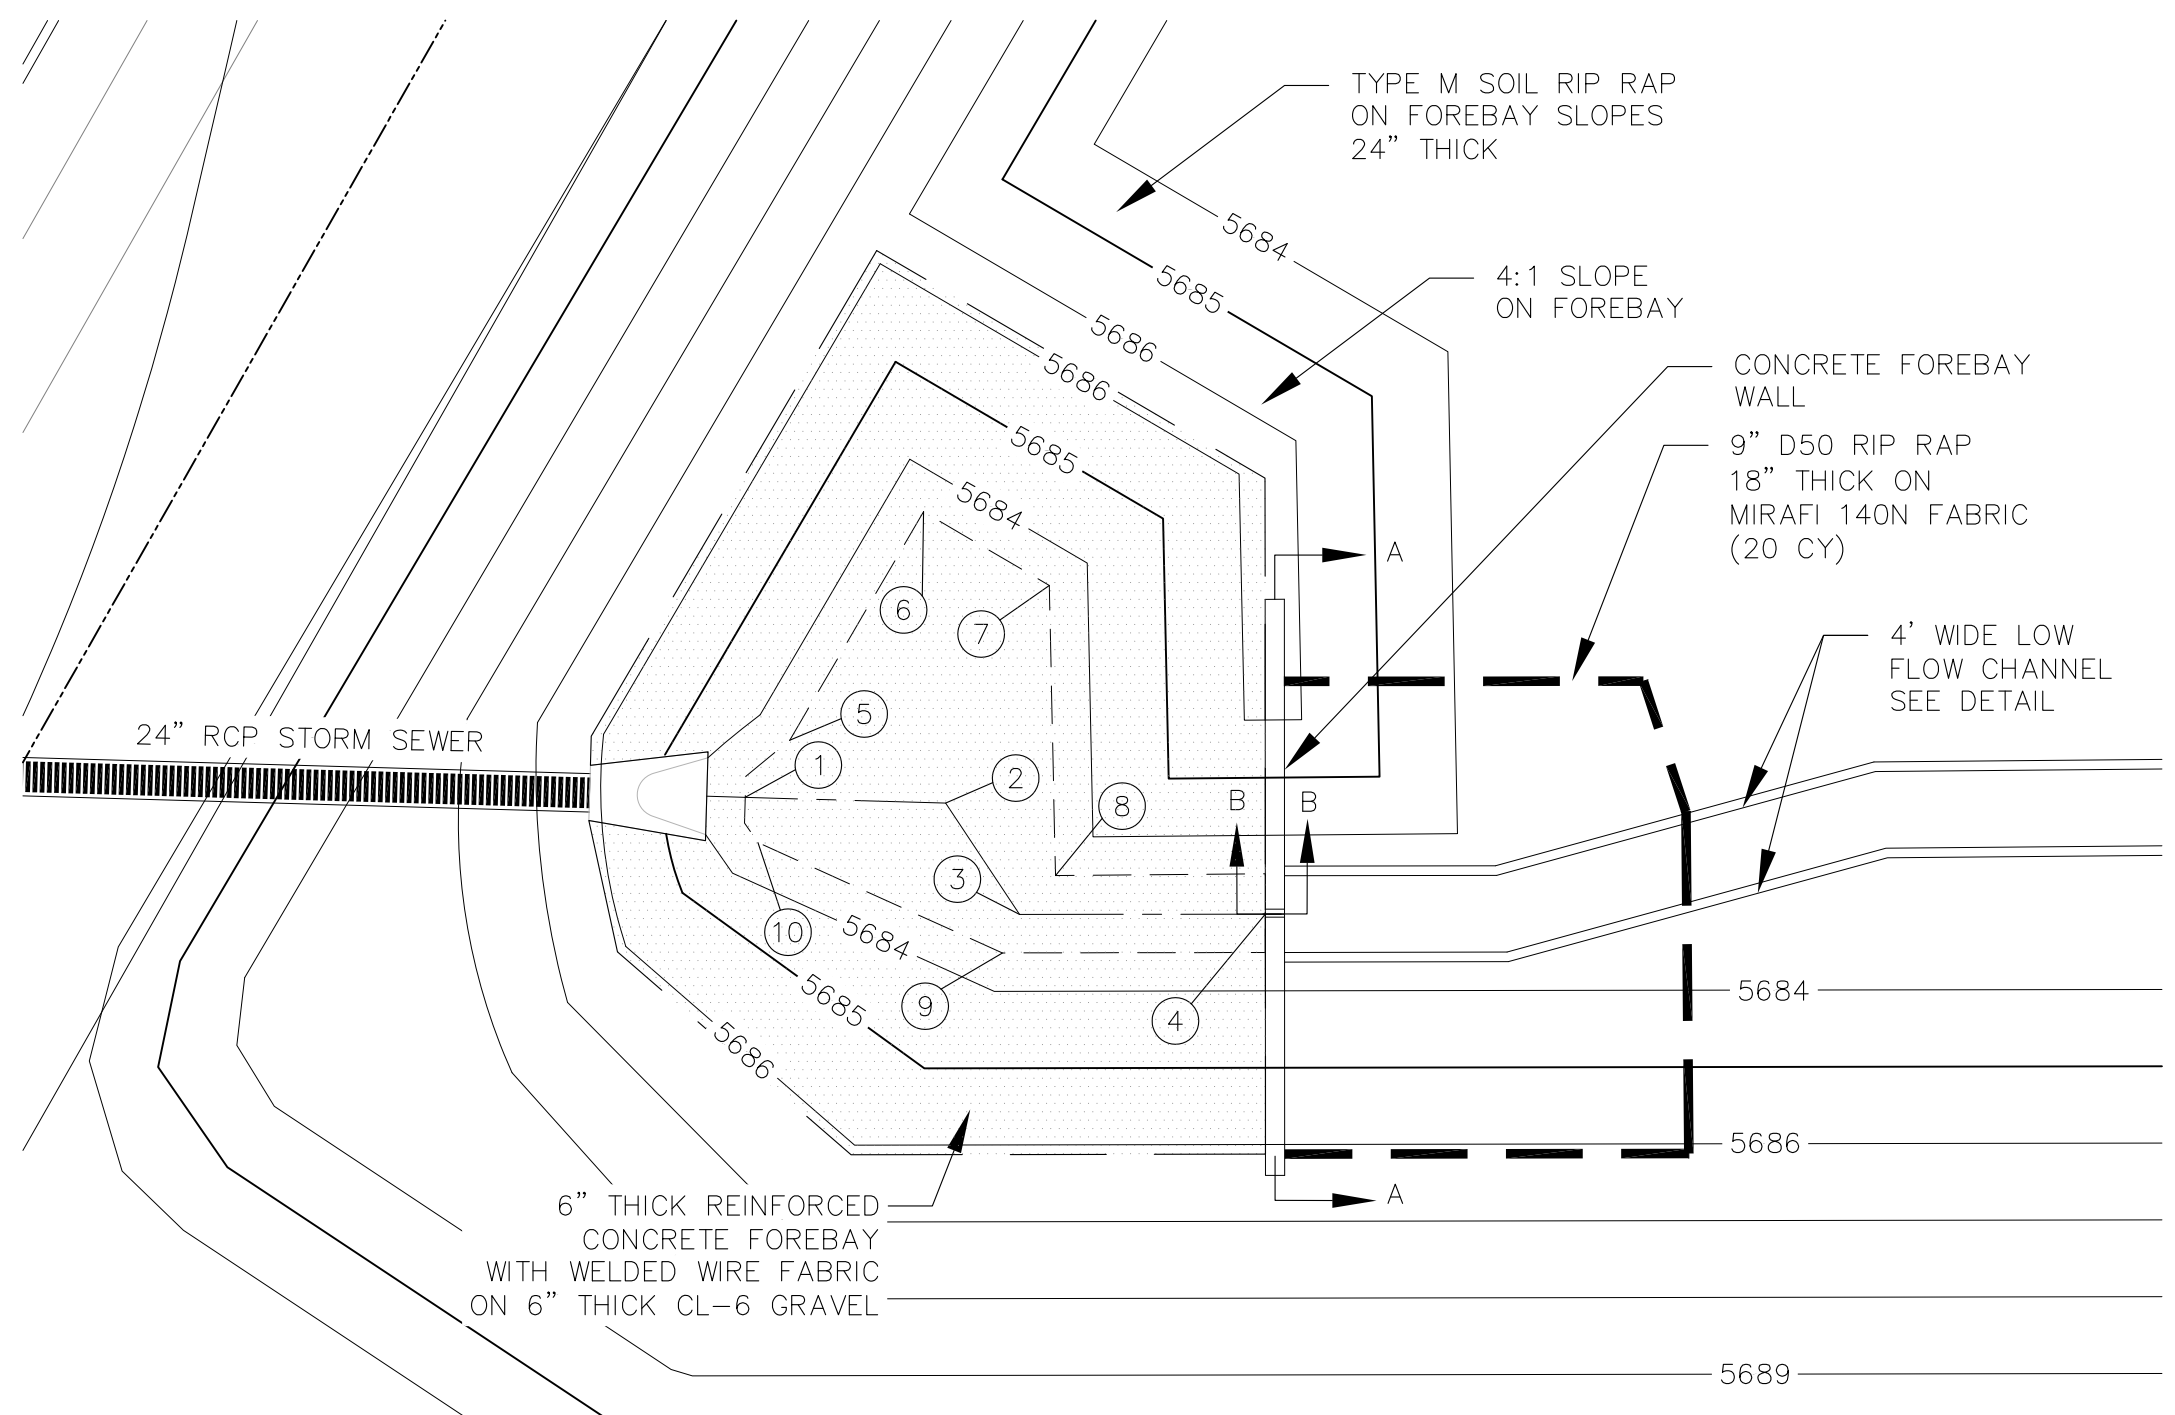 TYPE M SOIL RIP RAP
ON FOREBAY SLOPES
24” THICK
5684
4:1 SLOPE
ON FOREBAY
5685
5686
5686
CONCRETE FOREBAY
WALL
5685
9” D50 RIP RAP
18” THICK ON
MIRAFI 140N FABRIC
(20 CY)
5684
A
6
7
4’ WIDE LOW
FLOW CHANNEL
SEE DETAIL
5
24” RCP STORM SEWER
1
2
B
B
8
3
10
5684
5684
5685
9
4
5686
5686
A
6” THICK REINFORCED
CONCRETE FOREBAY
WITH WELDED WIRE FABRIC
ON 6” THICK CL–6 GRAVEL
5689